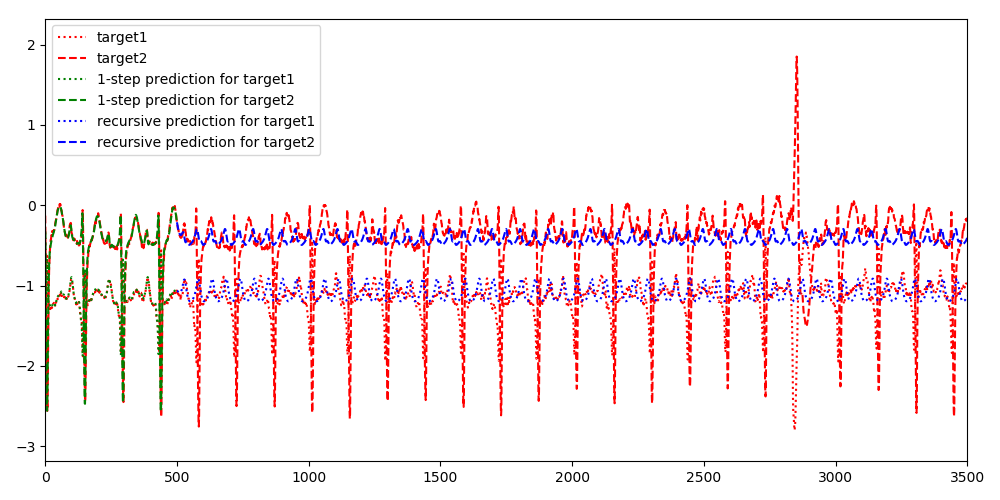 target1
target2
1-step prediction for target1
1-step prediction for target2
recursive prediction for target1
recursive prediction for target2
2
1
0
−1
−2
−3
0 500 1000 1500 2000 2500 3000 3500